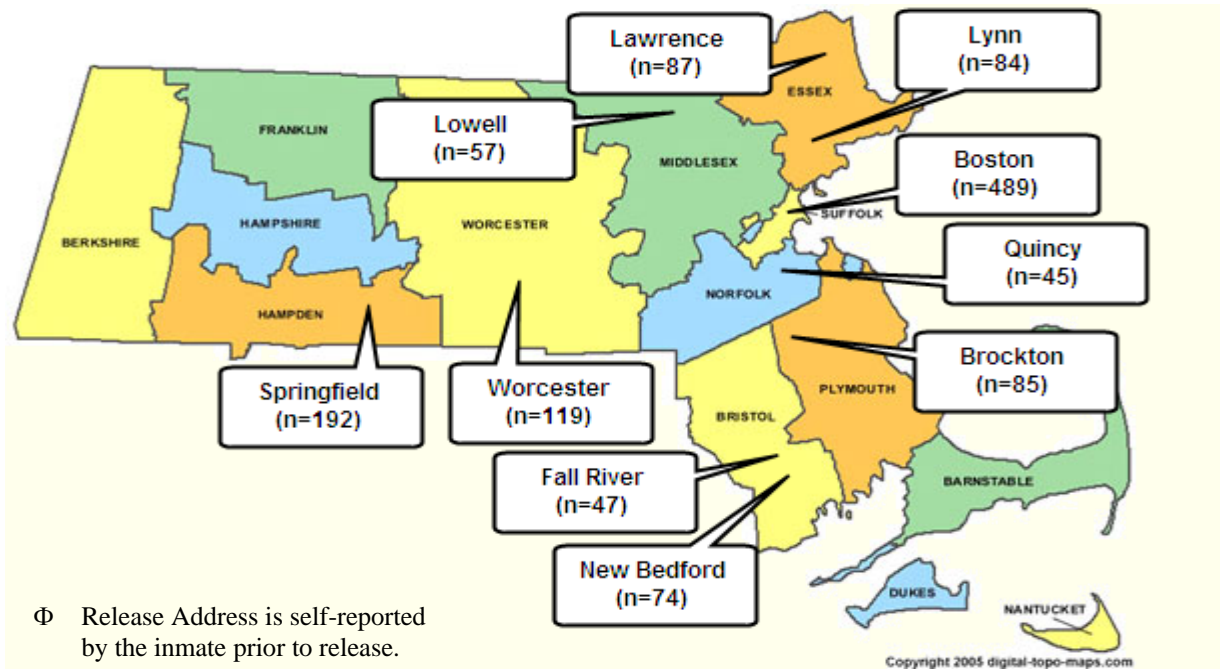 Lawrence
(n=87)
Lynn
(n=84)
ESSEX
Lowell
(n=57)
FRANKLIN
MIDDLESEX
Boston
(n=489)
SUFFOLK
HAMPSHIRE
WORCESTER
BERKSHIRE
Quincy
(n=45)
NORFOLK
HAMPDEN
Springfield
(n=192)
Worcester
(n=119)
Brockton
(n=85)
PLYMOUTH
BRISTOL
Fall River
(n=47)
BARNSTABLE
New Bedford
(n=74)
DUKES
NANTUCKET
Φ Release Address is self-reported
by the inmate prior to release.
Copyright 2005 digital-topo-maps.com